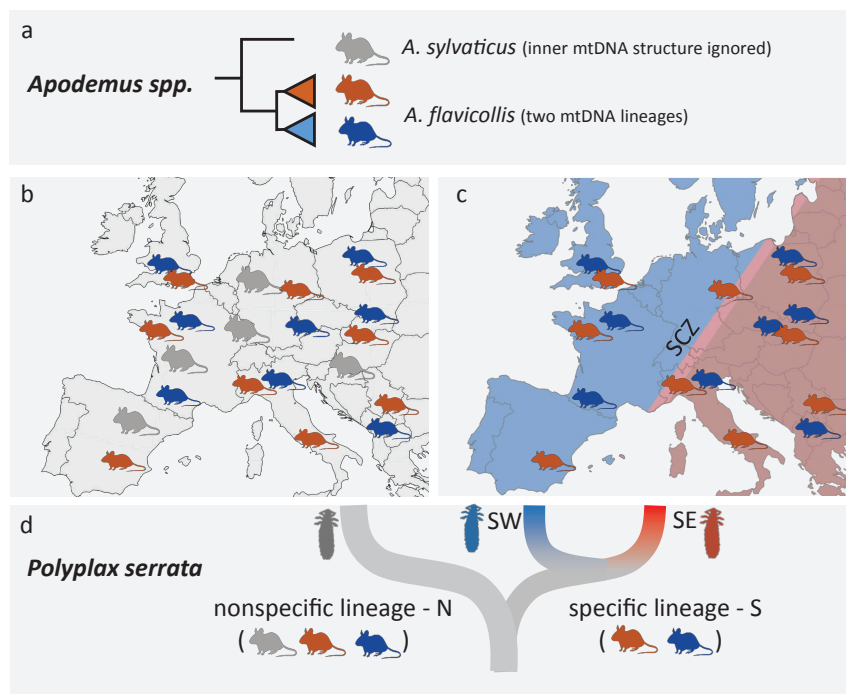 a
A. sylvaticus (inner mtDNA structure ignored)
Apodemus spp.
A. flavicollis (two mtDNA lineages)
b
c
SCZ
d
SW
SE
Polyplax serrata
nonspecific lineage - N
( )
specific lineage - S
( )